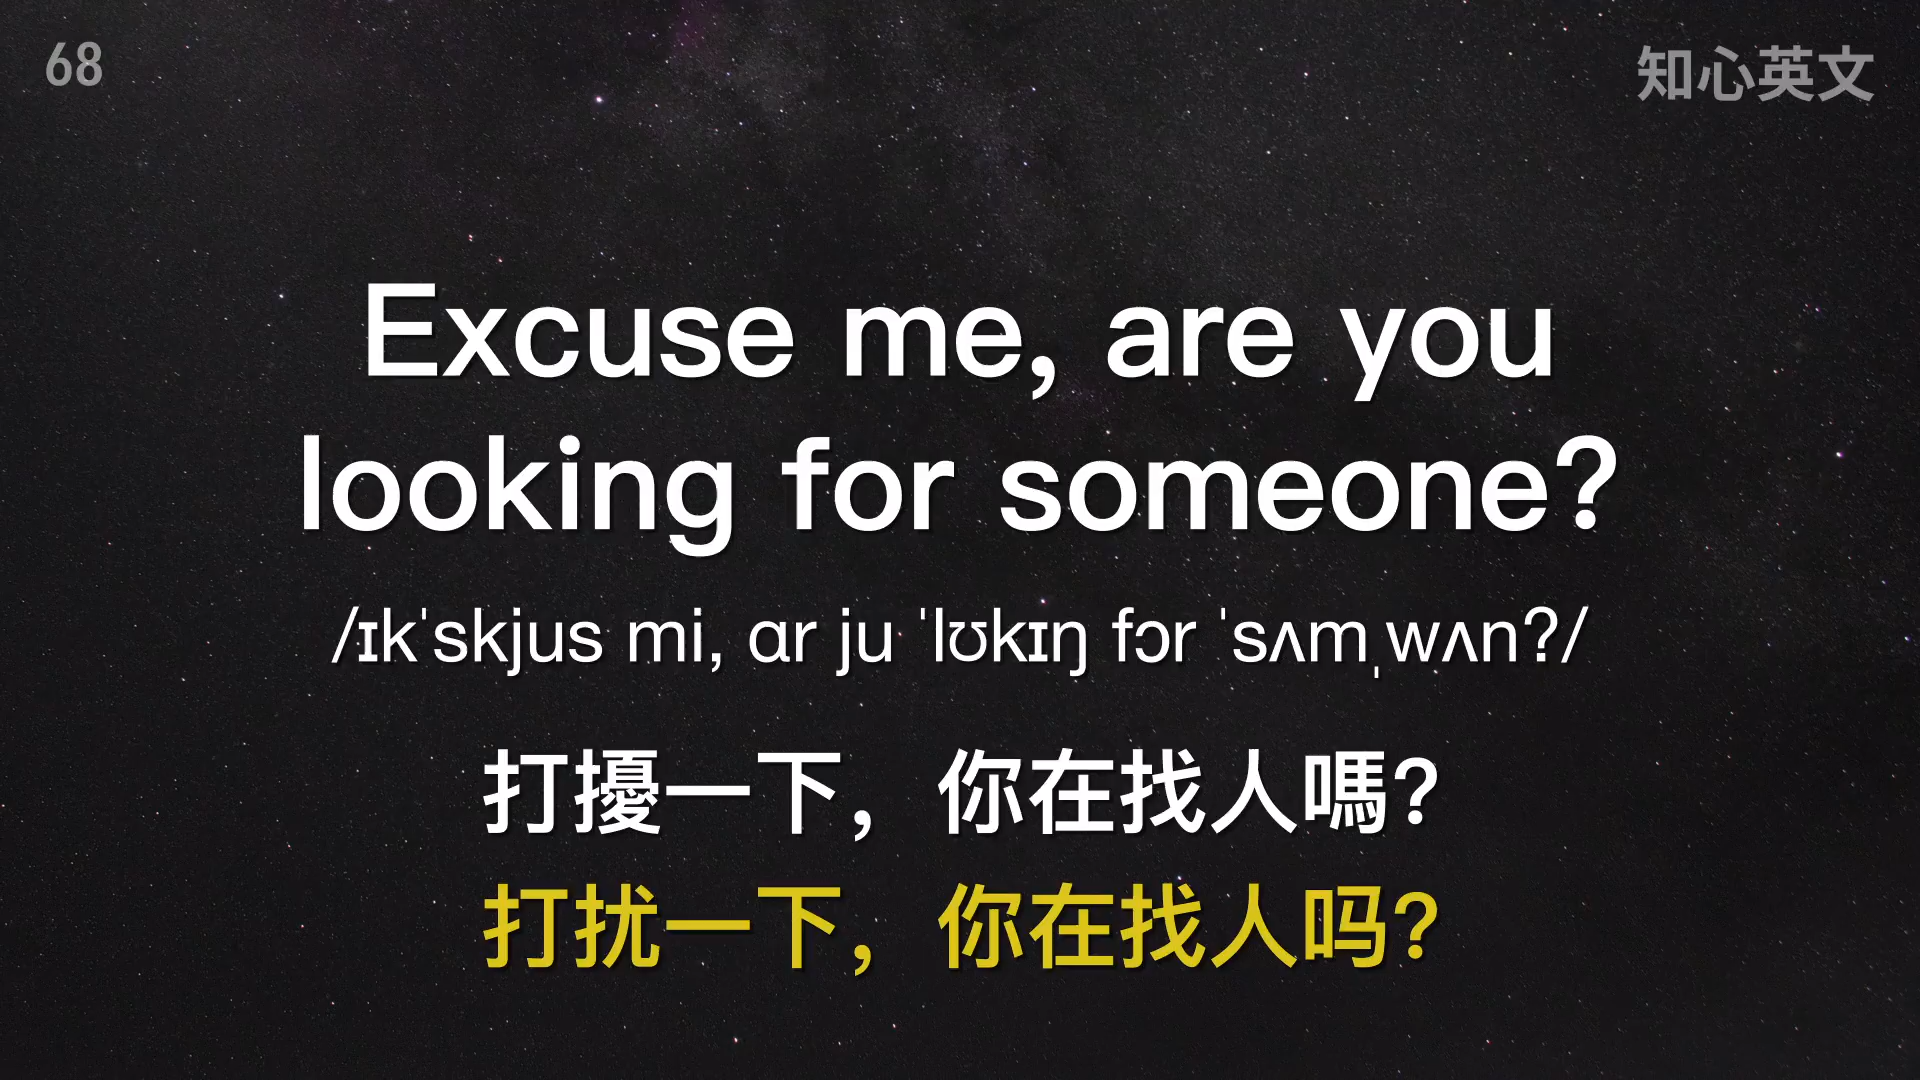 68
知心英文
Excuse me, are you
looking for someone?
/ɪkˈskjus mi, ɑr ju ˈlʊkɪŋ fɔr ˈsʌmˌwʌn?/
打擾一下，你在找人嗎?
打扰一下，你在找人吗?